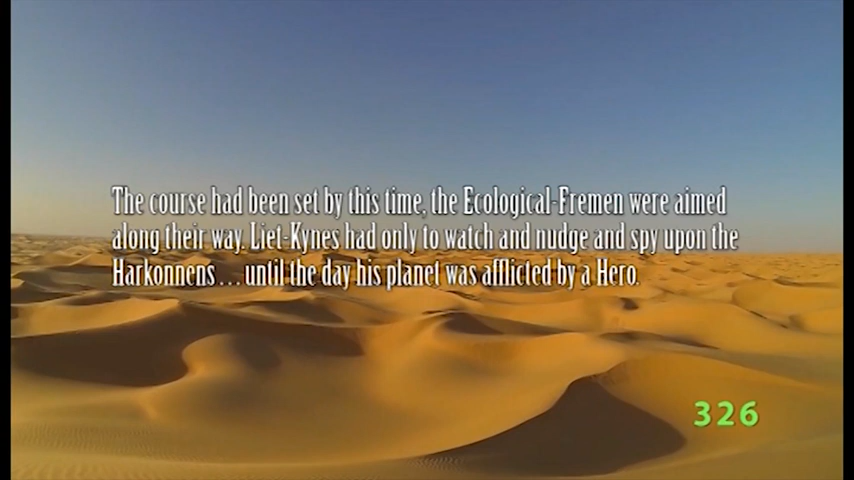 The course had been set by this time, the Ecological-Fremen were aimed
along their way. Liet-Kynes had only to watch and nudge and spy upon the
Harkonnens . . . until the day his planet was afflicted by a Hero.
326